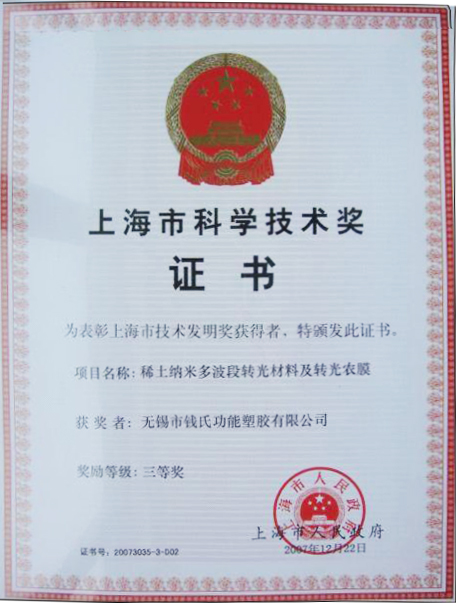 上海市科学技术奖
证 书
为表彰上海市技术发明奖获得者，特颁发此证书。
项目名称：稀土纳米多波段转光材料及转光农膜
获 奖 者：无锡市钱氏功能塑胶有限公司
奖励等级：三等奖
上海市人民政府
上海市人民政府
2007年12月22日
证书号：20073035-3-D02